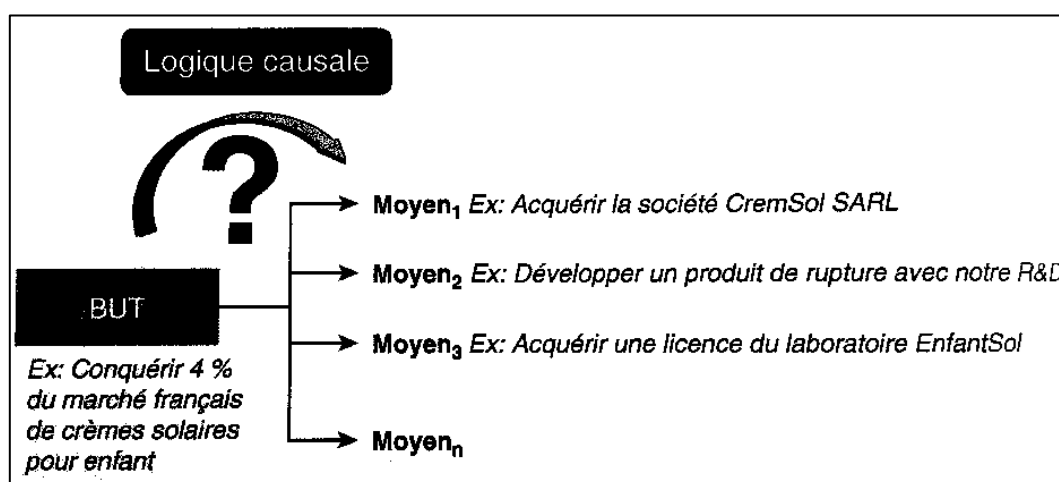 Logique causale
?
Moyen₁ Ex: Acquérir la société CremSol SARL
Moyen₂ Ex: Développer un produit de rupture avec notre R&D
BUT
Moyen₃ Ex: Acquérir une licence du laboratoire EnfantSol
Ex: Conquérir 4 %
du marché français
de crèmes solaires
pour enfant
Moyenₙ